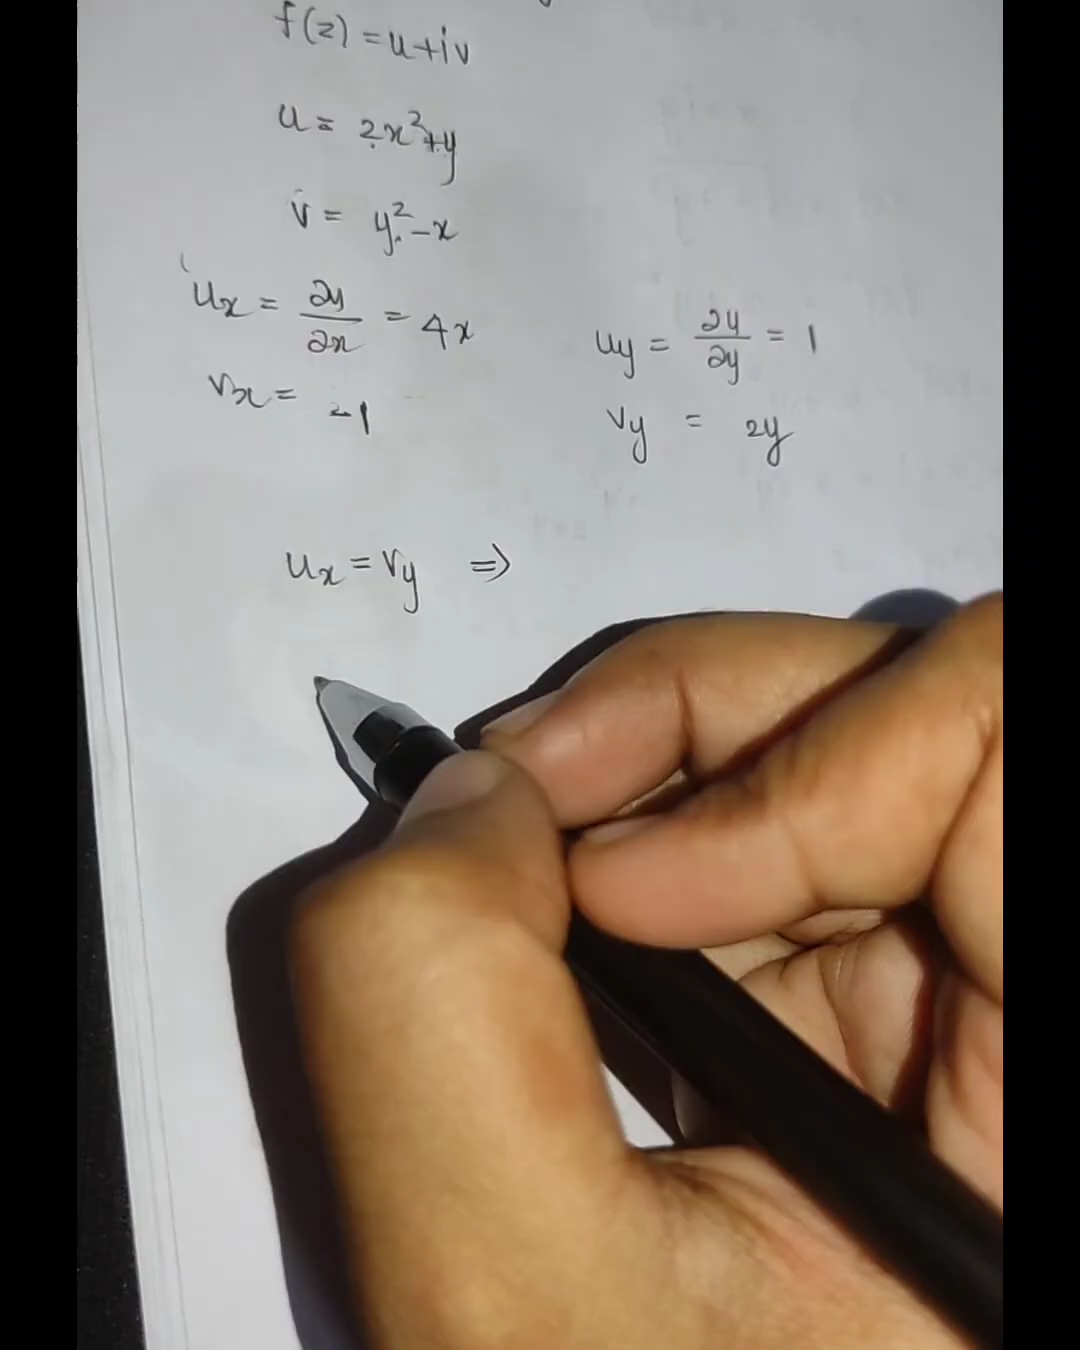 f(z) = u+iv
u = 2x²+y
v = y²-x
ux = ∂u/∂x = 4x
uy = ∂u/∂y = 1
vx = -1
vy = 2y
ux = vy ⇒